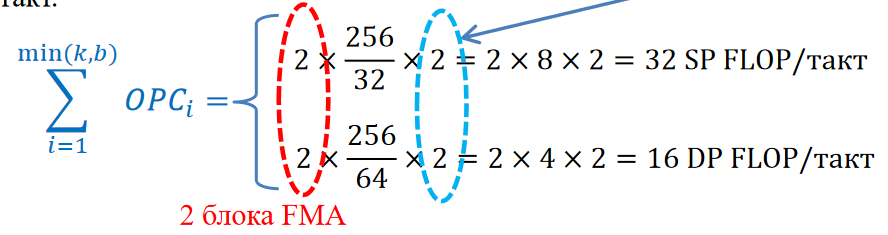 такт.
min(k,b)
∑ OPCᵢ =
i=1
2 × 256/32 × 2 = 2 × 8 × 2 = 32 SP FLOP/такт
2 × 256/64 × 2 = 2 × 4 × 2 = 16 DP FLOP/такт
2 блока FMA